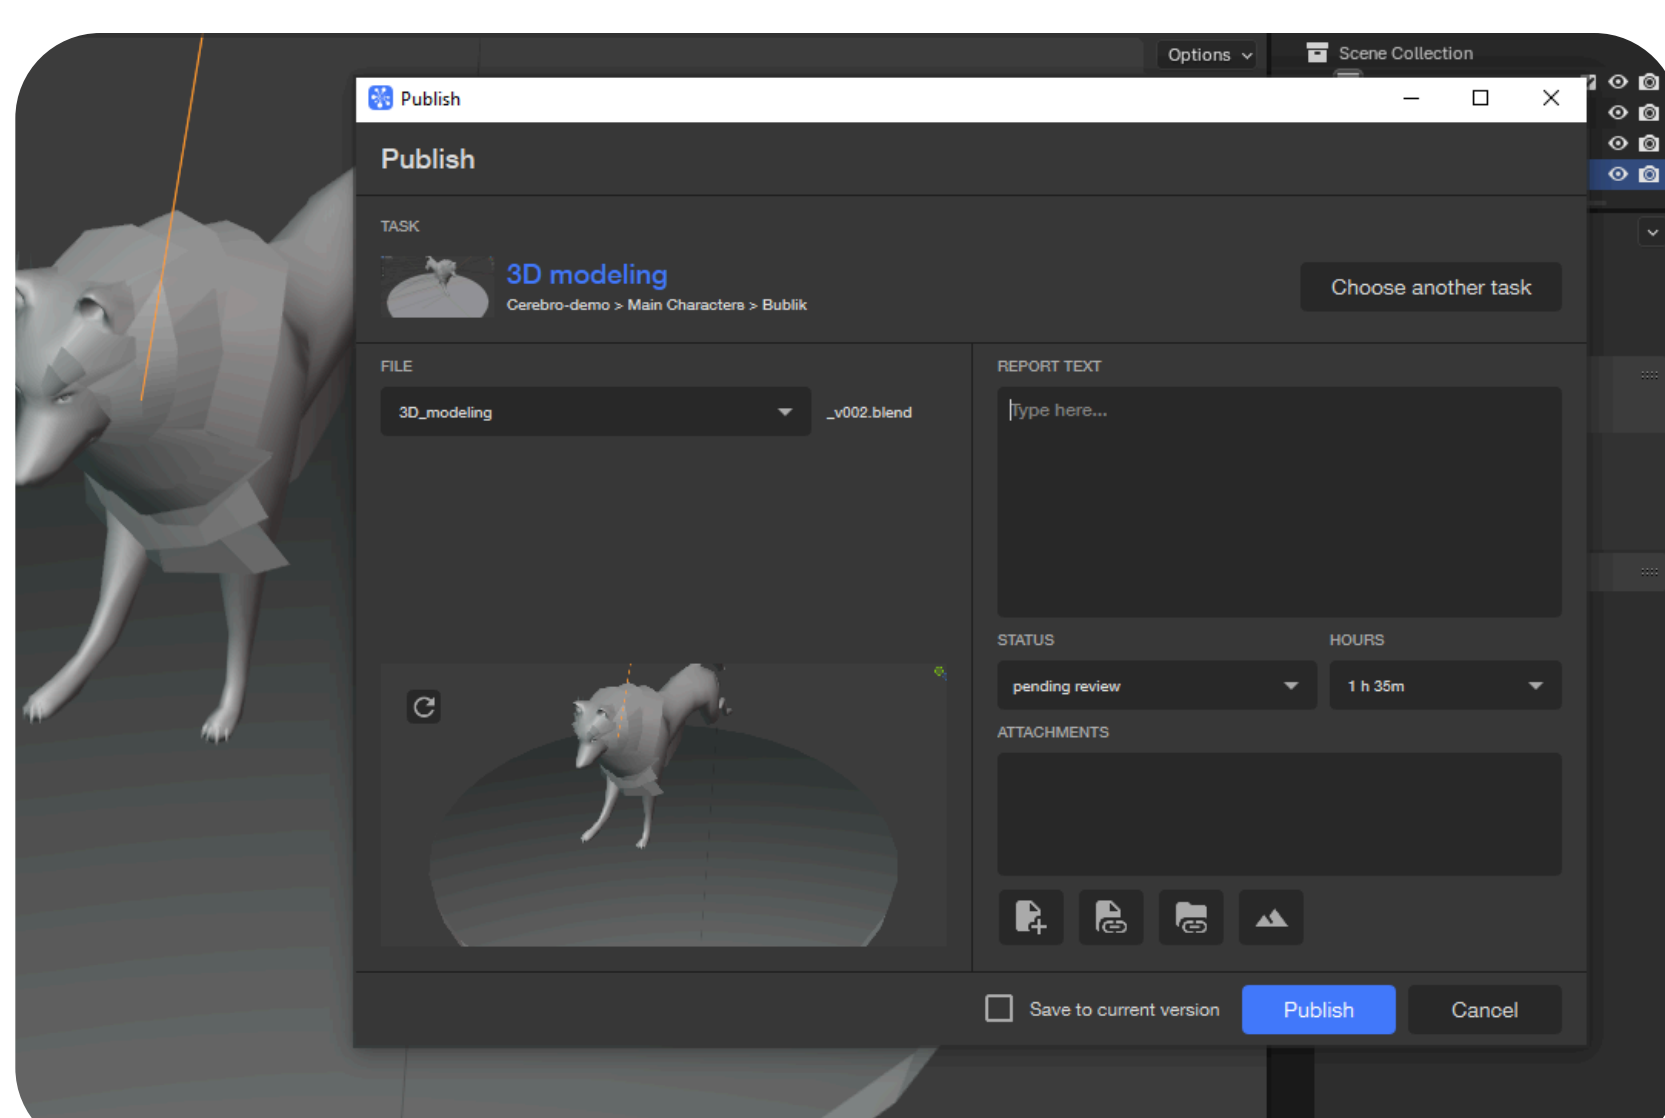 Options
Scene Collection
Publish
Publish
TASK
3D modeling
Cerebro-demo > Main Characters > Bublik
Choose another task
FILE
3D_modeling
_v002.blend
REPORT TEXT
Type here...
STATUS
HOURS
pending review
1 h 35m
ATTACHMENTS
Save to current version
Publish
Cancel